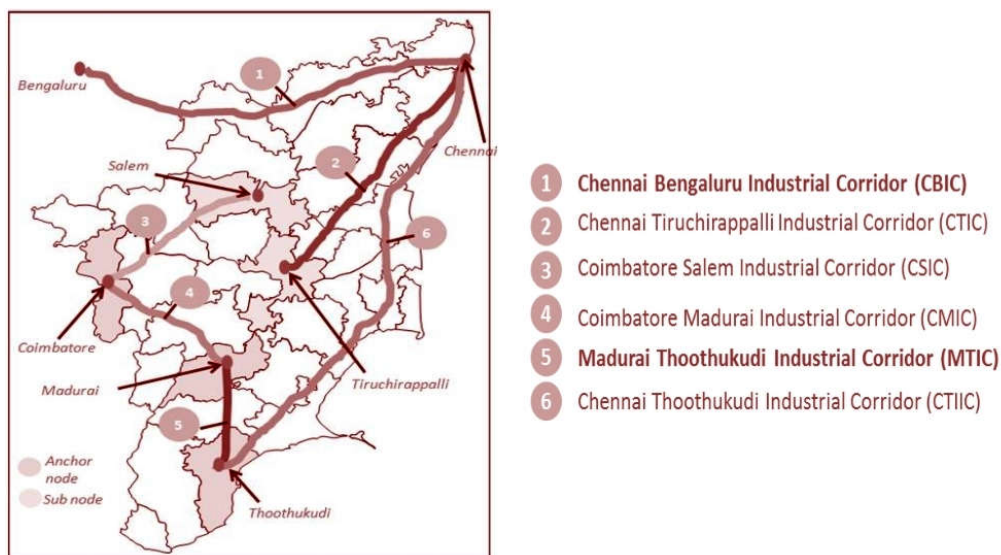 Bengaluru
1
Salem
2
Chennai
3
6
4
Coimbatore
Madurai
Tiruchirappalli
5
Anchor
node
Sub node
Thoothukudi
1 Chennai Bengaluru Industrial Corridor (CBIC)
2 Chennai Tiruchirappalli Industrial Corridor (CTIC)
3 Coimbatore Salem Industrial Corridor (CSIC)
4 Coimbatore Madurai Industrial Corridor (CMIC)
5 Madurai Thoothukudi Industrial Corridor (MTIC)
6 Chennai Thoothukudi Industrial Corridor (CTIIC)